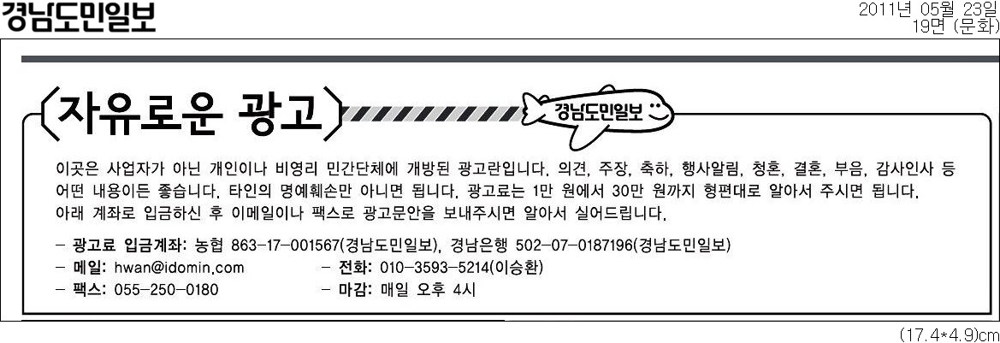 경남도민일보
2011년 05월 23일
19면 (문화)
자유로운 광고
경남도민일보
이곳은 사업자가 아닌 개인이나 비영리 민간단체에 개방된 광고란입니다. 의견, 주장, 축하, 행사알림, 청혼, 결혼, 부음, 감사인사 등
어떤 내용이든 좋습니다. 타인의 명예훼손만 아니면 됩니다. 광고료는 1만 원에서 30만 원까지 형편대로 알아서 주시면 됩니다.
아래 계좌로 입금하신 후 이메일이나 팩스로 광고문안을 보내주시면 알아서 실어드립니다.
- 광고료 입금계좌: 농협 863-17-001567(경남도민일보), 경남은행 502-07-0187196(경남도민일보)
- 메일: hwan@idomin.com - 전화: 010-3593-5214(이승환)
- 팩스: 055-250-0180 - 마감: 매일 오후 4시
(17.4*4.9)cm